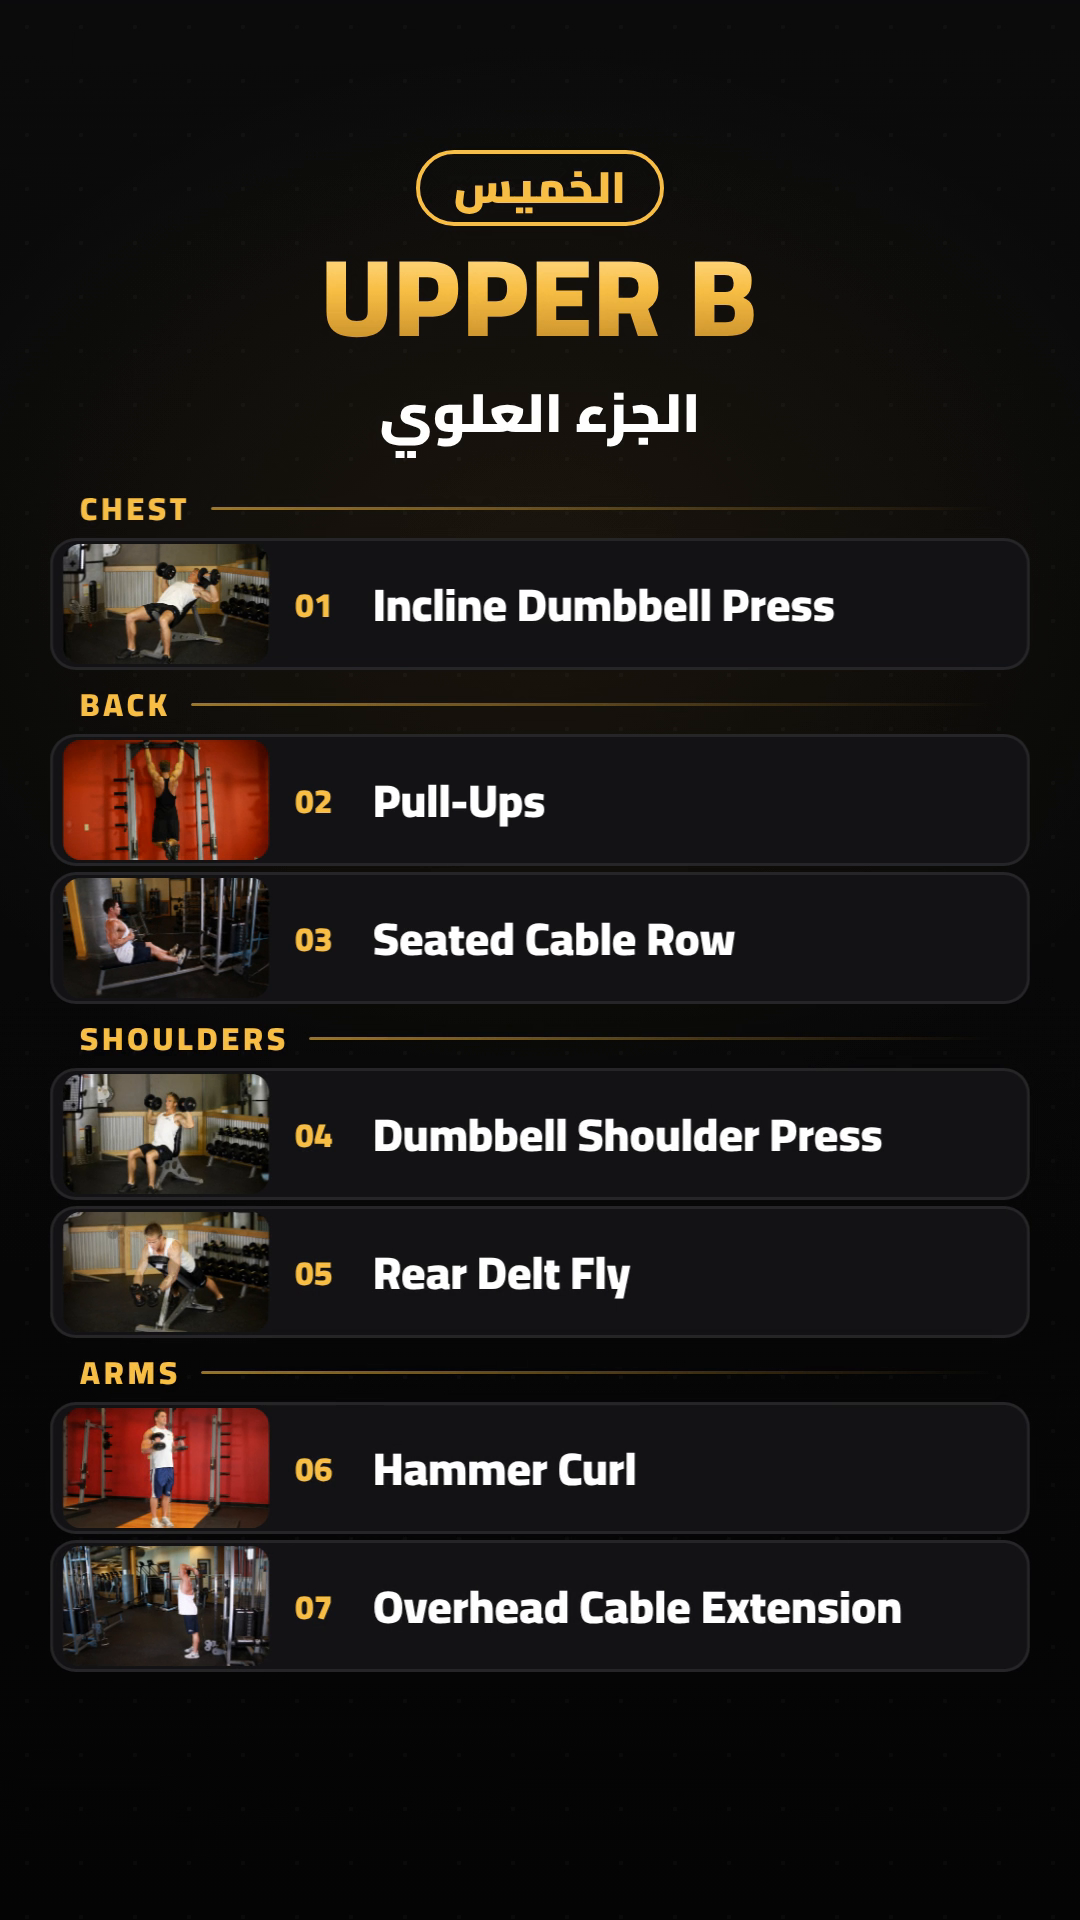 الخميس
UPPER B
الجزء العلوي
CHEST
01 Incline Dumbbell Press
BACK
02 Pull-Ups
03 Seated Cable Row
SHOULDERS
04 Dumbbell Shoulder Press
05 Rear Delt Fly
ARMS
06 Hammer Curl
07 Overhead Cable Extension